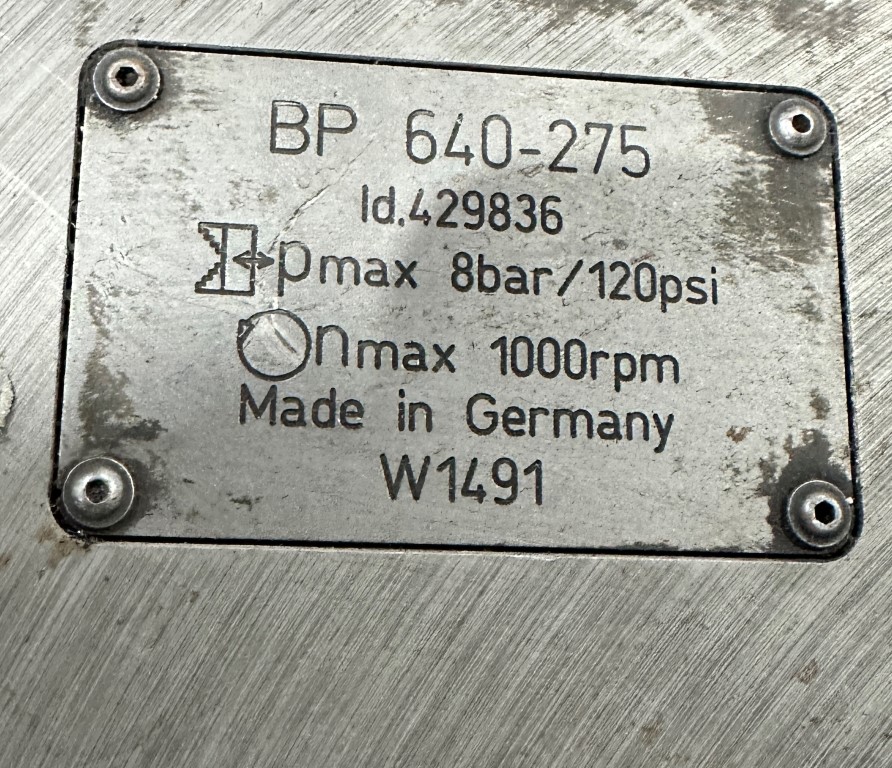 BP 640-275
Id.429836
pmax 8bar/120psi
nmax 1000rpm
Made in Germany
W1491